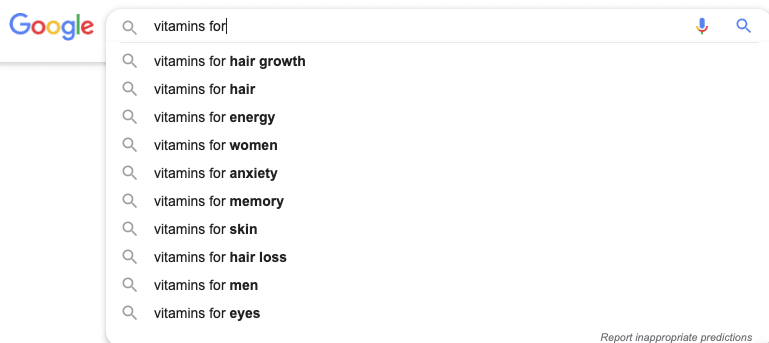 Google
vitamins for
vitamins for hair growth
vitamins for hair
vitamins for energy
vitamins for women
vitamins for anxiety
vitamins for memory
vitamins for skin
vitamins for hair loss
vitamins for men
vitamins for eyes
Report inappropriate predictions